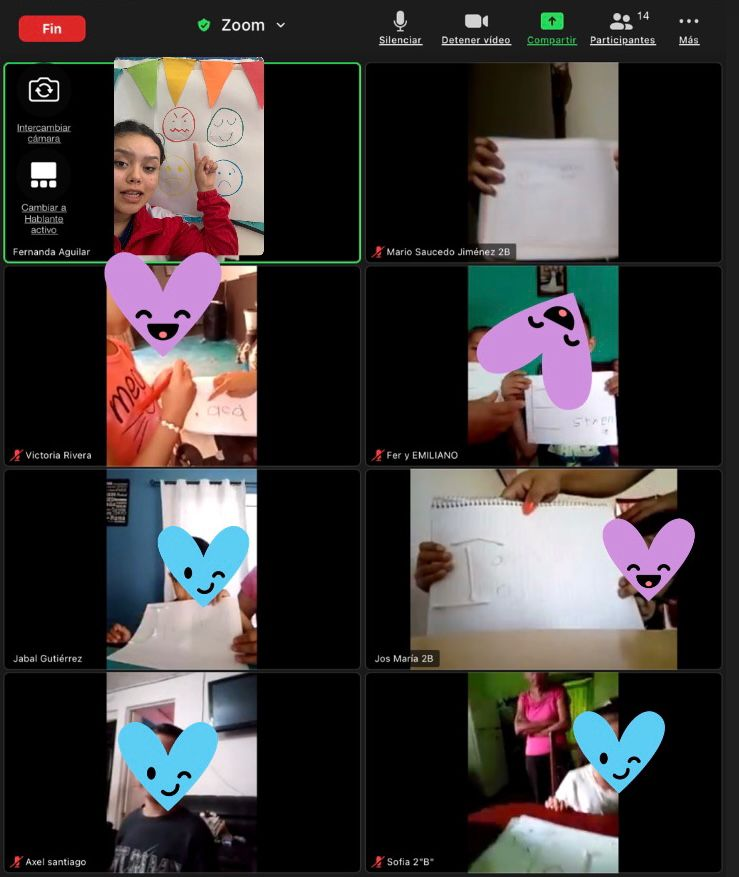 Fin
Zoom
Silenciar
Detener vídeo
Compartir
14
Participantes
Más
Intercambiar
cámara
Cambiar a
Hablante
activo
Fernanda Aguilar
Mario Saucedo Jiménez 2B
Victoria Rivera
Fer y EMILIANO
Jabal Gutiérrez
Jos María 2B
Axel santiago
Sofia 2"B"